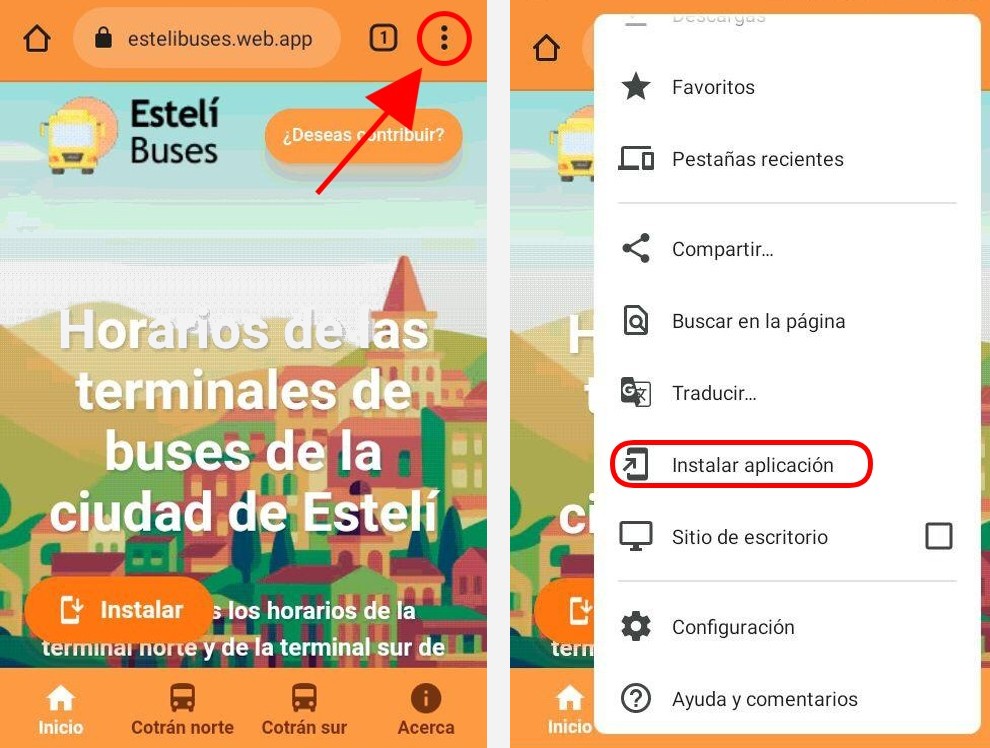 estelibuses.web.app
1
Estelí
Buses
¿Deseas contribuir?
Horarios de las
terminales de
buses de la
ciudad de Estelí
Instalar
s los horarios de la
terminal norte y de la terminal sur de
Inicio
Cotrán norte
Cotrán sur
Acerca
Descargas
Favoritos
Pestañas recientes
Compartir...
Buscar en la página
Traducir...
Instalar aplicación
Sitio de escritorio
Configuración
Ayuda y comentarios
H
t
ci
term
Inicio